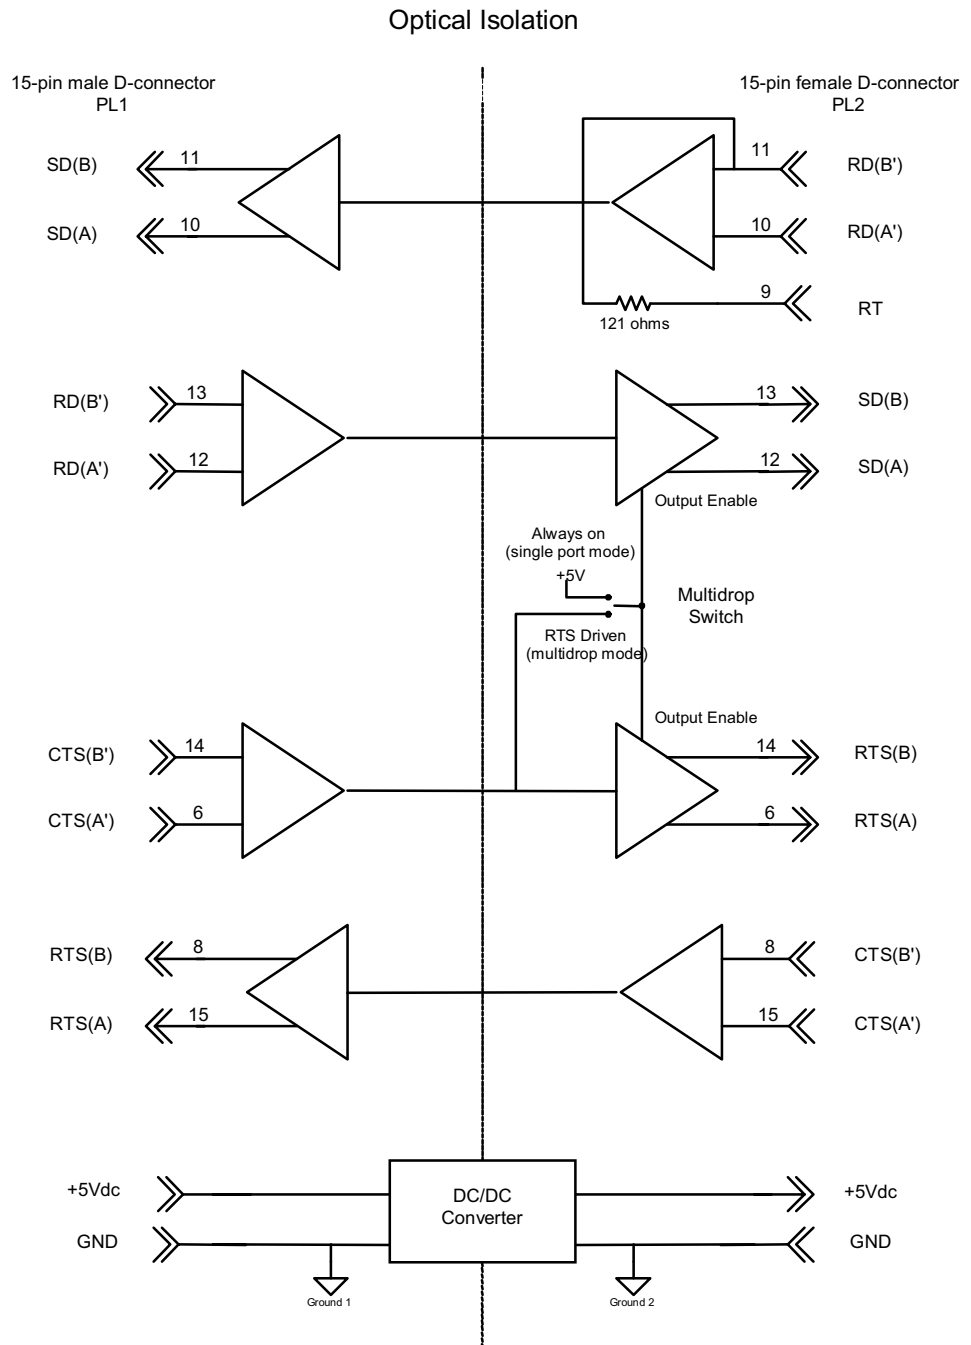 Optical Isolation
15-pin male D-connector
PL1
15-pin female D-connector
PL2
SD(B)
11
11
RD(B')
SD(A)
10
10
RD(A')
9
RT
121 ohms
RD(B')
13
13
SD(B)
RD(A')
12
12
SD(A)
Output Enable
Always on
(single port mode)
+5V
Multidrop
Switch
RTS Driven
(multidrop mode)
Output Enable
CTS(B')
14
14
RTS(B)
CTS(A')
6
6
RTS(A)
RTS(B)
8
8
CTS(B')
RTS(A)
15
15
CTS(A')
+5Vdc
DC/DC
Converter
+5Vdc
GND
GND
Ground 1
Ground 2